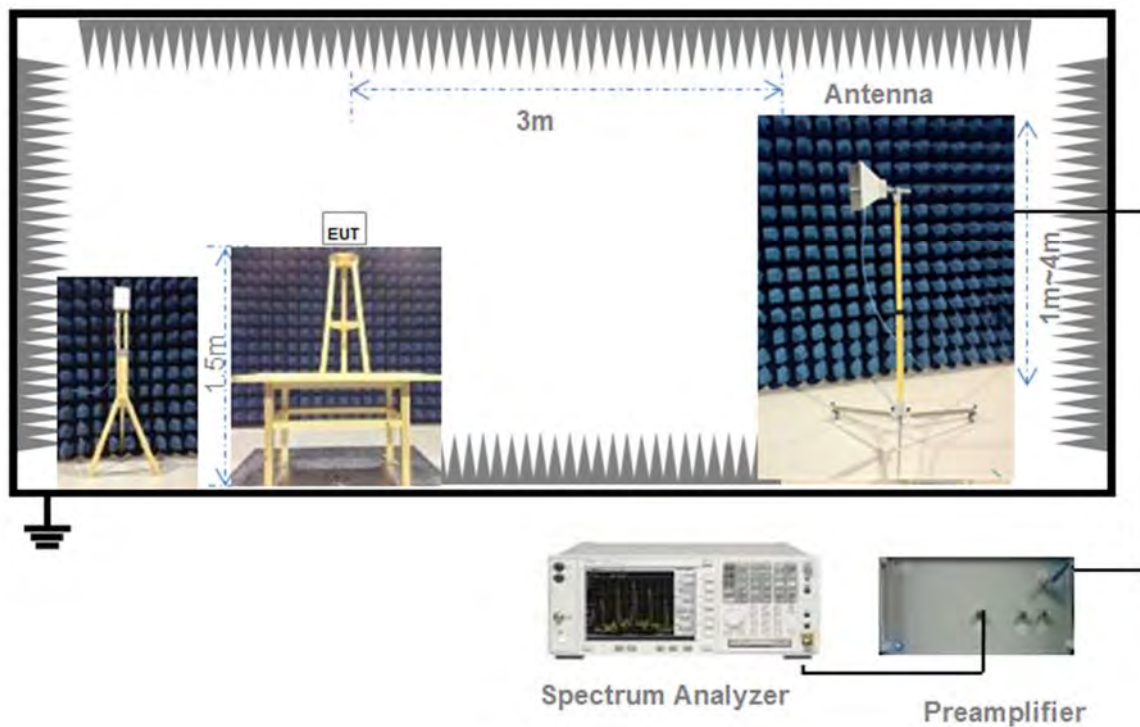 3m
Antenna
EUT
1.5m
1m~4m
Spectrum Analyzer
Preamplifier